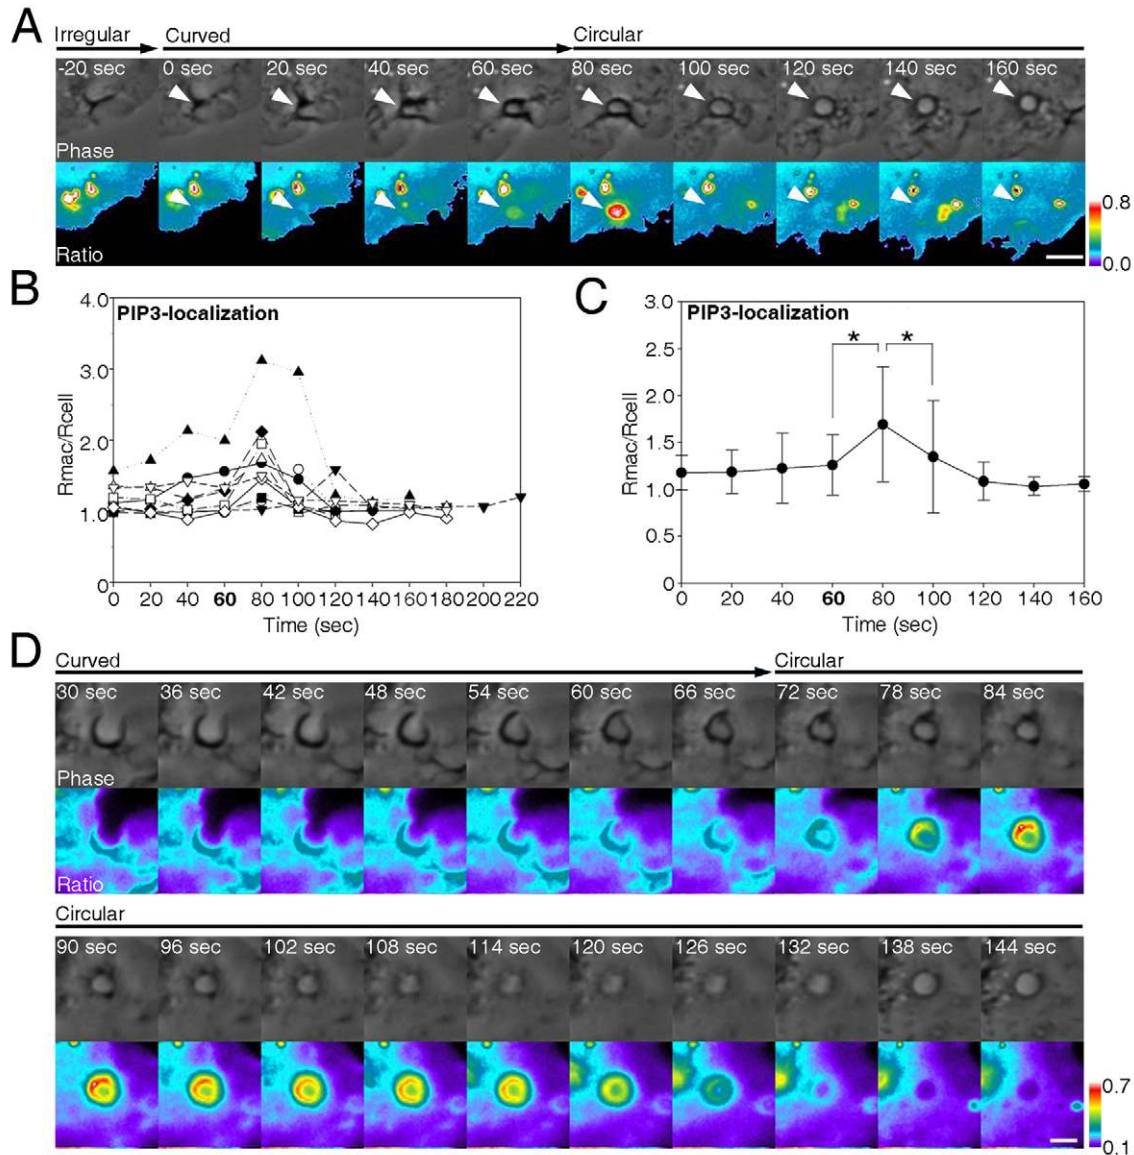 A
Irregular Curved Circular
-20 sec 0 sec 20 sec 40 sec 60 sec 80 sec 100 sec 120 sec 140 sec 160 sec
Phase
Ratio
0.8
0.0
B
PIP3-localization
4.0
3.0
2.0
1.0
0
Rmac/Rcell
0 20 40 60 80 100 120 140 160 180 200 220
Time (sec)
C
PIP3-localization
3.0
2.5
2.0
1.5
1.0
0.5
0
Rmac/Rcell
* *
0 20 40 60 80 100 120 140 160
Time (sec)
D
Curved Circular
30 sec 36 sec 42 sec 48 sec 54 sec 60 sec 66 sec 72 sec 78 sec 84 sec
Phase
Ratio
Circular
90 sec 96 sec 102 sec 108 sec 114 sec 120 sec 126 sec 132 sec 138 sec 144 sec
0.7
0.1